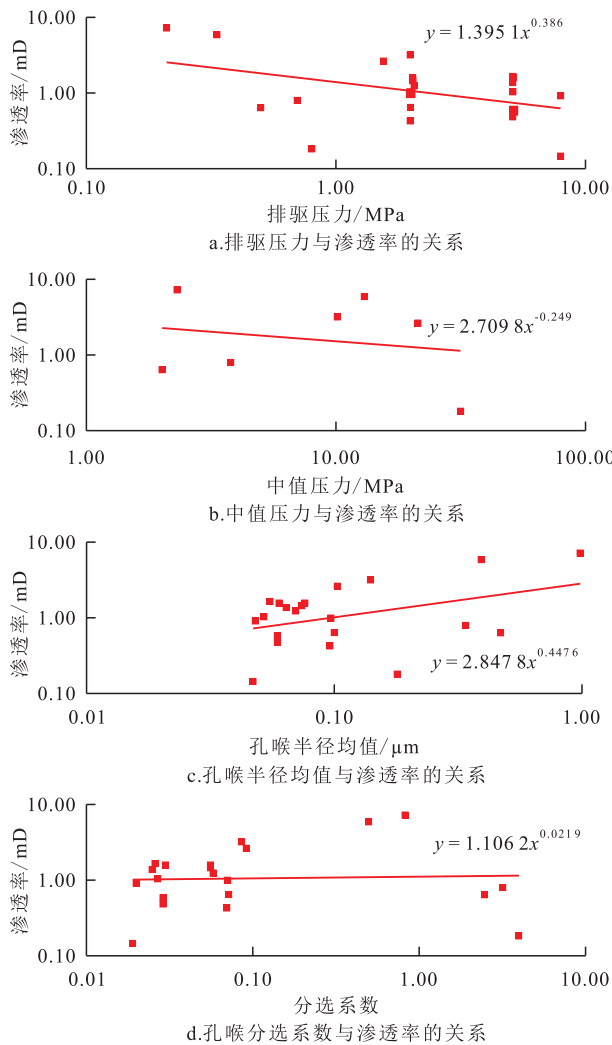 10.00
y=1.395 1x^0.386
1.00
渗透率/mD
0.10
0.10 1.00 10.00
排驱压力/MPa
a.排驱压力与渗透率的关系
10.00
y=2.709 8x^-0.249
1.00
渗透率/mD
0.10
1.00 10.00 100.00
中值压力/MPa
b.中值压力与渗透率的关系
10.00
1.00
渗透率/mD
y=2.847 8x^0.4476
0.10
0.01 0.10 1.00
孔喉半径均值/μm
c.孔喉半径均值与渗透率的关系
10.00
y=1.106 2x^0.0219
1.00
渗透率/mD
0.10
0.01 0.10 1.00 10.00
分选系数
d.孔喉分选系数与渗透率的关系